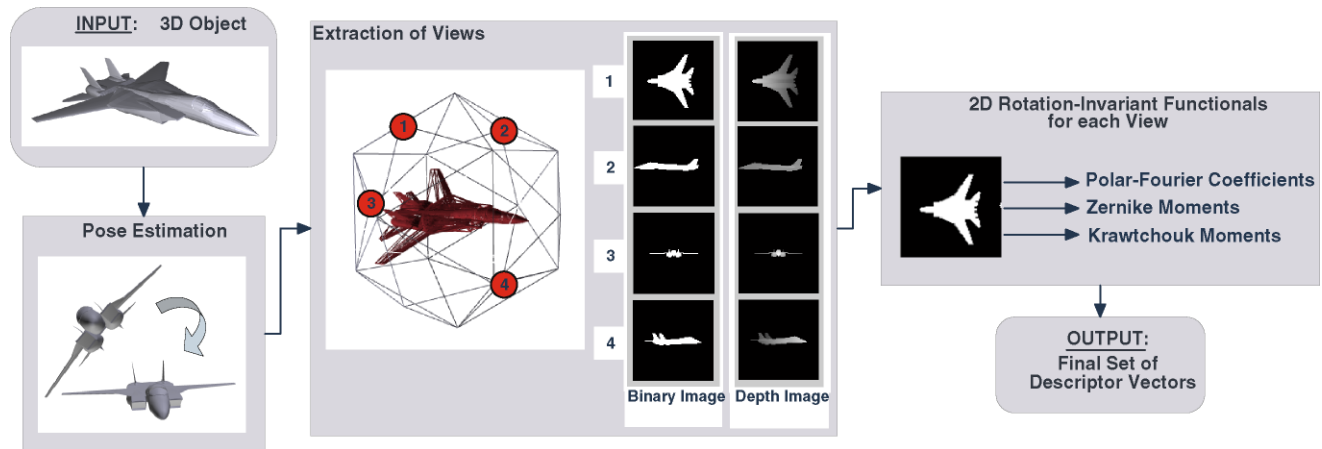 INPUT: 3D Object
Pose Estimation
Extraction of Views
1
2
3
4
1
2
3
4
Binary Image
Depth Image
2D Rotation-Invariant Functionals
for each View
Polar-Fourier Coefficients
Zernike Moments
Krawtchouk Moments
OUTPUT:
Final Set of
Descriptor Vectors